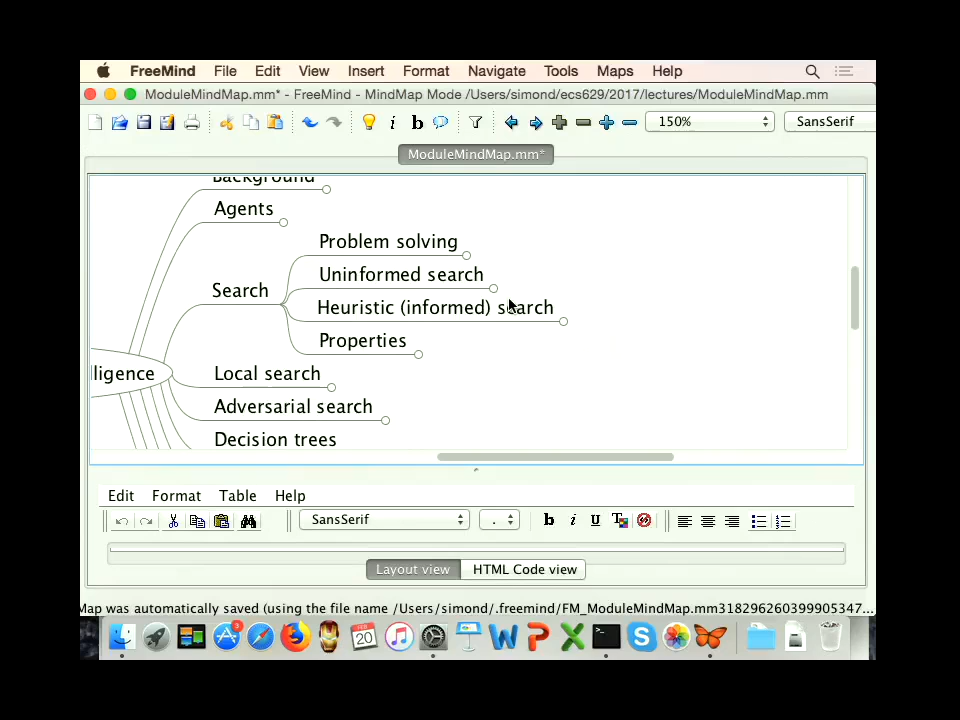 FreeMind File Edit View Insert Format Navigate Tools Maps Help
ModuleMindMap.mm* - FreeMind - MindMap Mode /Users/simond/ecs629/2017/lectures/ModuleMindMap.mm
i b 150% SansSerif
ModuleMindMap.mm*
Background
Agents
Problem solving
Uninformed search
Search
Heuristic (informed) search
Properties
lligence
Local search
Adversarial search
Decision trees
Edit Format Table Help
SansSerif . b i U T
Layout view HTML Code view
Map was automatically saved (using the file name /Users/simond/.freemind/FM_ModuleMindMap.mm318296260399905347...
3 FEB 20 W P X S